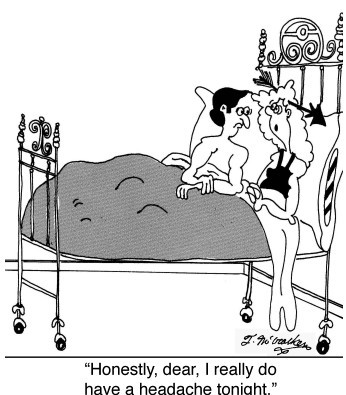 “Honestly, dear, I really do
have a headache tonight.”